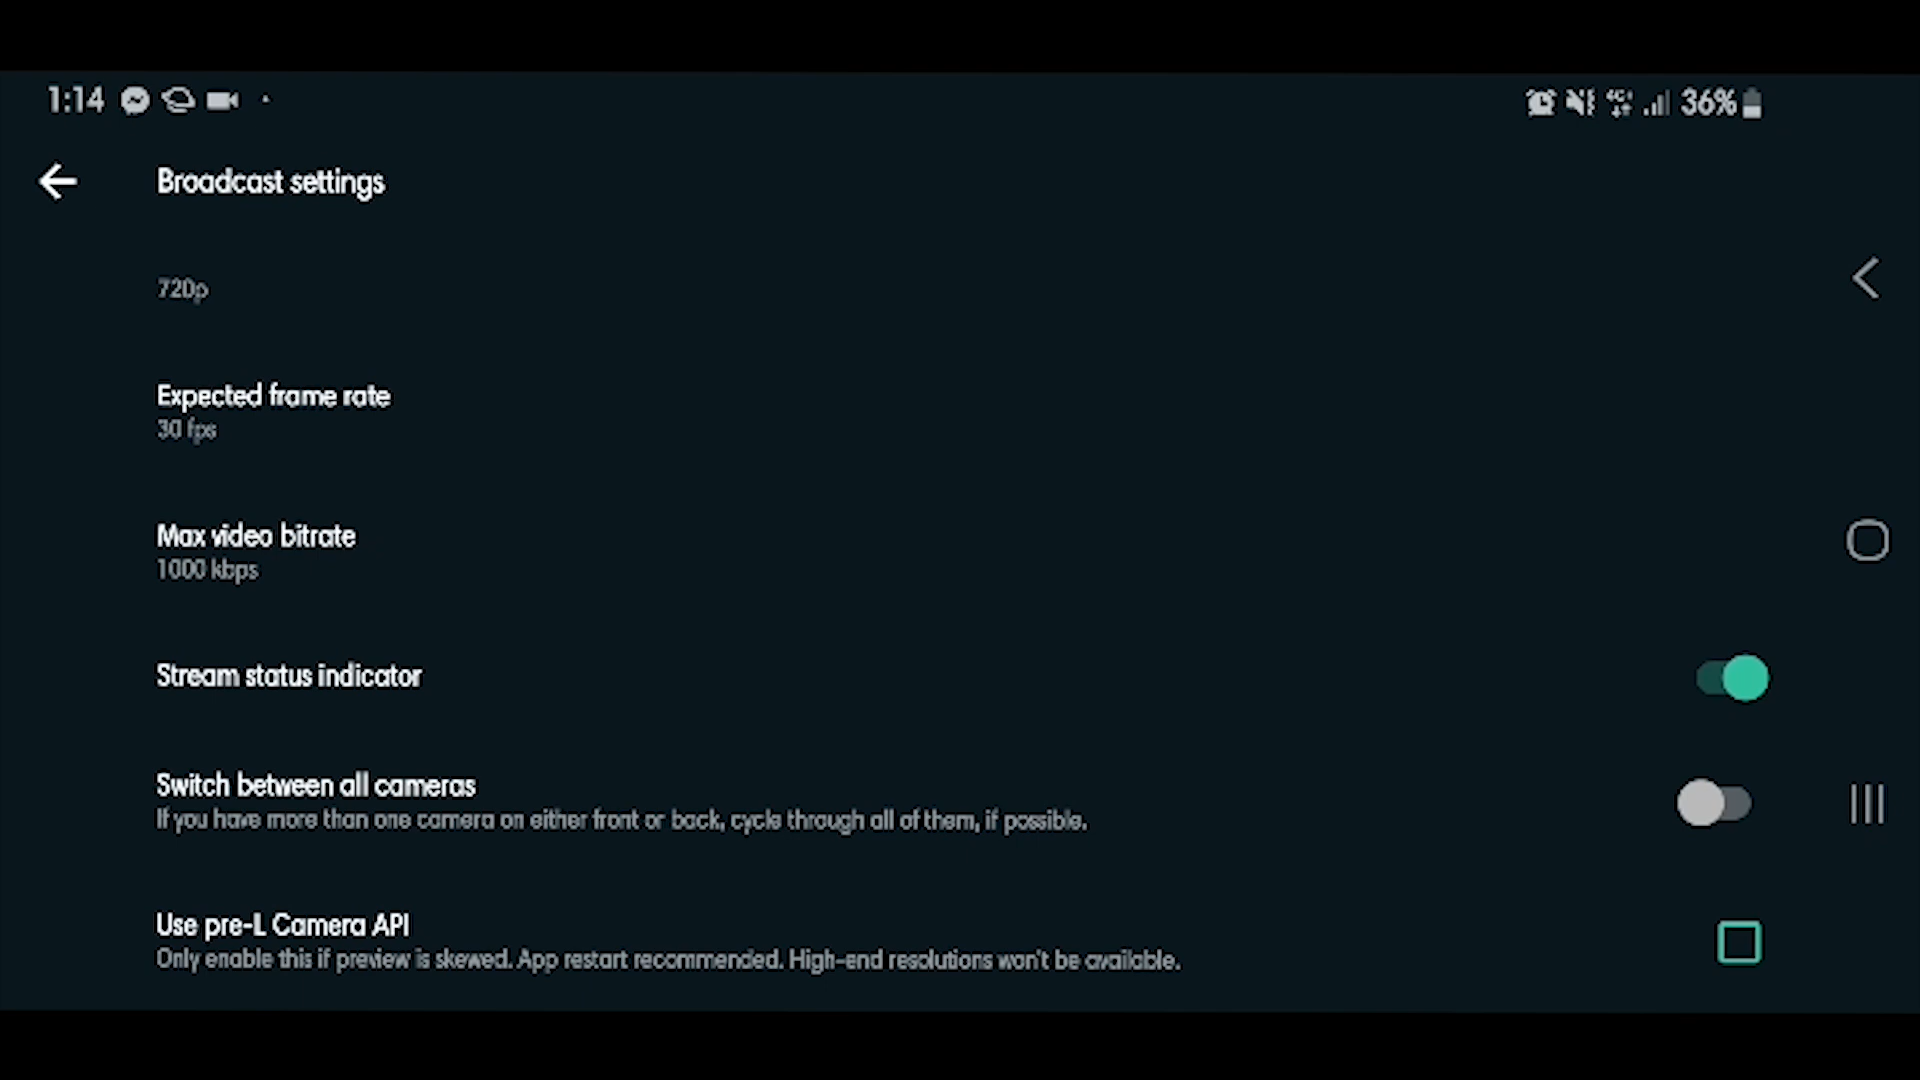 1:14
36%
Broadcast settings
720p
Expected frame rate
30 fps
Max video bitrate
1000 kbps
Stream status indicator
Switch between all cameras
If you have more than one camera on either front or back, cycle through all of them, if possible.
Use pre-L Camera API
Only enable this if preview is skewed. App restart recommended. High-end resolutions won't be available.